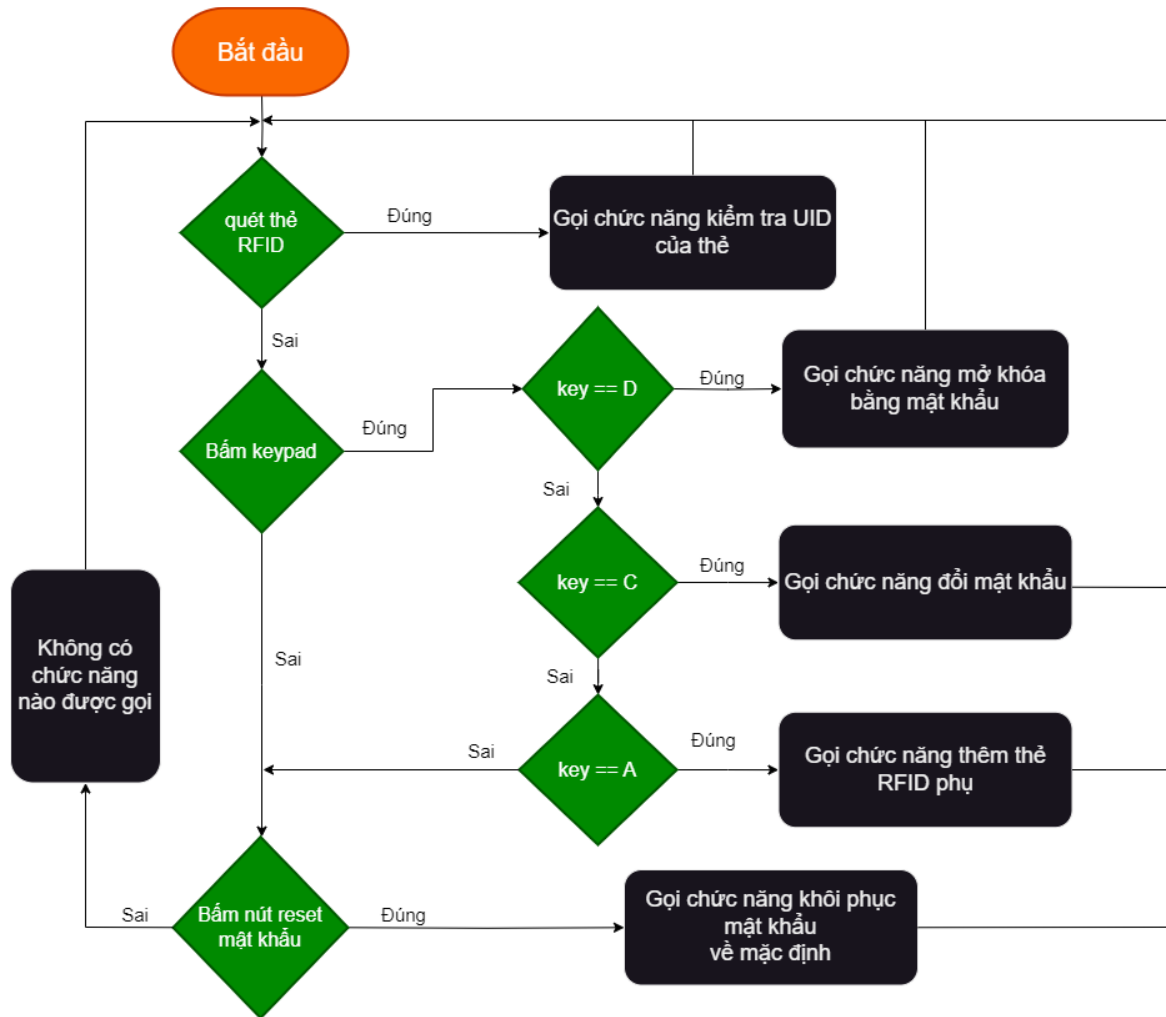 Bắt đầu
quét thẻ
RFID
Đúng
Gọi chức năng kiểm tra UID
của thẻ
Sai
Bấm keypad
Đúng
key == D
Đúng
Gọi chức năng mở khóa
bằng mật khẩu
Sai
key == C
Đúng
Gọi chức năng đổi mật khẩu
Sai
Sai
key == A
Đúng
Gọi chức năng thêm thẻ
RFID phụ
Sai
Không có
chức năng
nào được gọi
Bấm nút reset
mật khẩu
Sai
Đúng
Gọi chức năng khôi phục
mật khẩu
về mặc định